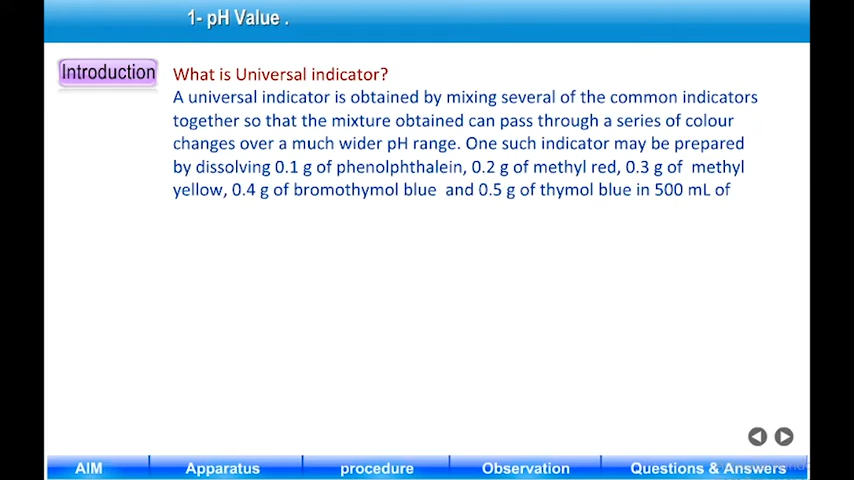 1- pH Value .
Introduction
What is Universal indicator?
A universal indicator is obtained by mixing several of the common indicators
together so that the mixture obtained can pass through a series of colour
changes over a much wider pH range. One such indicator may be prepared
by dissolving 0.1 g of phenolphthalein, 0.2 g of methyl red, 0.3 g of methyl
yellow, 0.4 g of bromothymol blue and 0.5 g of thymol blue in 500 mL of
AIM
Apparatus
procedure
Observation
Questions & Answers